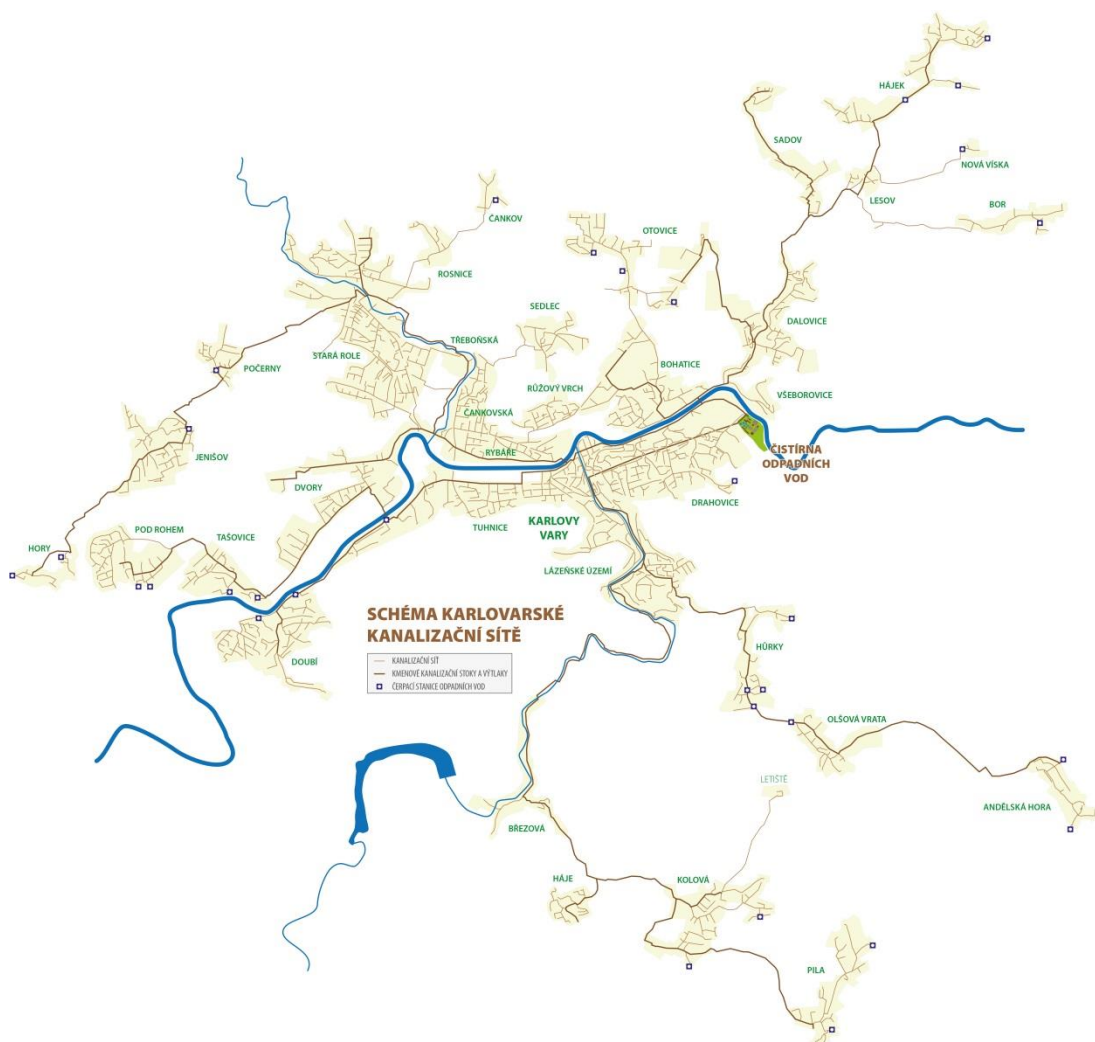 HÁJEK
SADOV
NOVÁ VÍSKA
LESOV
BOR
ČANKOV
OTOVICE
ROSNICE
SEDLEC
DALOVICE
TŘEBOŇSKÁ
STARÁ ROLE
POČERNY
BOHATICE
RŮŽOVÝ VRCH
VŠEBOROVICE
ČANKOVSKÁ
RYBÁŘE
ČISTÍRNA
ODPADNÍCH
VOD
JENIŠOV
DVORY
DRAHOVICE
TUHNICE
KARLOVY
VARY
POD ROHEM
TAŠOVICE
HORY
LÁZEŇSKÉ ÚZEMÍ
SCHÉMA KARLOVARSKÉ
KANALIZAČNÍ SÍTĚ
KANALIZAČNÍ SÍŤ
KMENOVÉ KANALIZAČNÍ STOKY A VÝTLAKY
ČERPACÍ STANICE ODPADNÍCH VOD
DOUBÍ
HŮRKY
OLŠOVÁ VRATA
LETIŠTĚ
ANDĚLSKÁ HORA
BŘEZOVÁ
HÁJE
KOLOVÁ
PILA